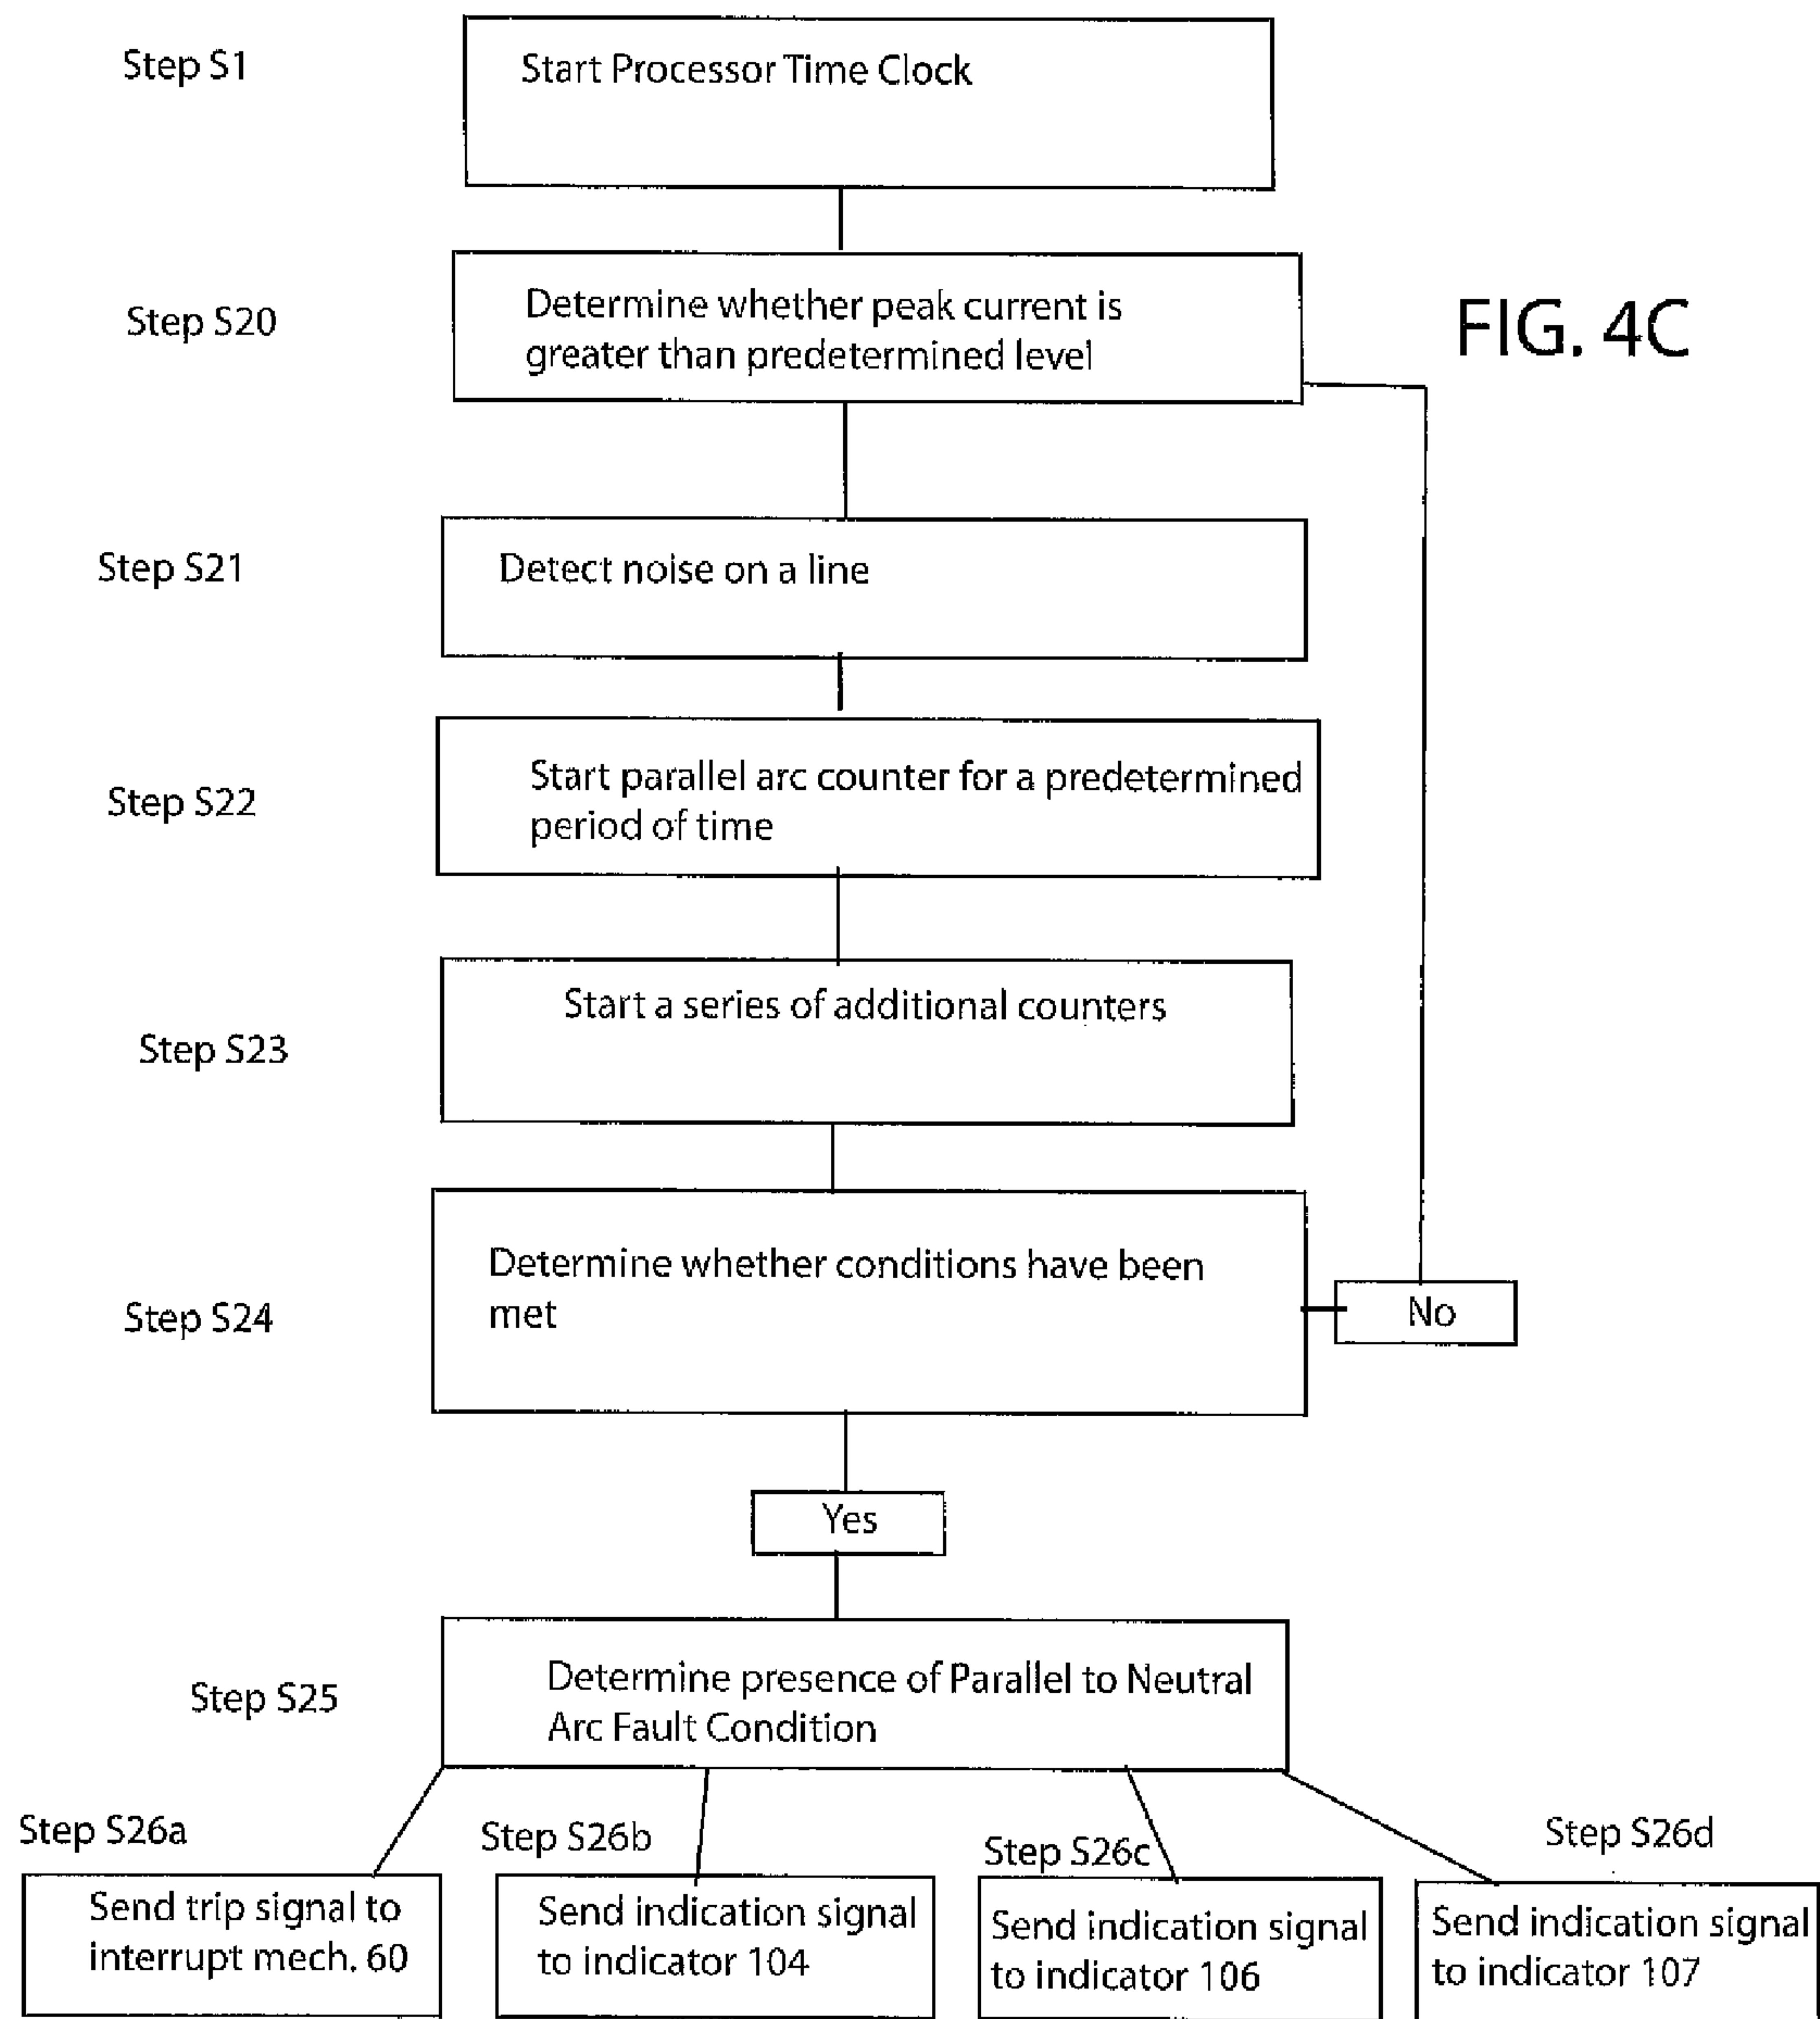 Step S1
Start Processor Time Clock
Step S20
Determine whether peak current is
greater than predetermined level
FIG. 4C
Step S21
Detect noise on a line
Step S22
Start parallel arc counter for a predetermined
period of time
Step S23
Start a series of additional counters
Step S24
Determine whether conditions have been
met
No
Yes
Step S25
Determine presence of Parallel to Neutral
Arc Fault Condition
Step S26a
Send trip signal to
interrupt mech. 60
Step S26b
Send indication signal
to indicator 104
Step S26c
Send indication signal
to indicator 106
Step S26d
Send indication signal
to indicator 107